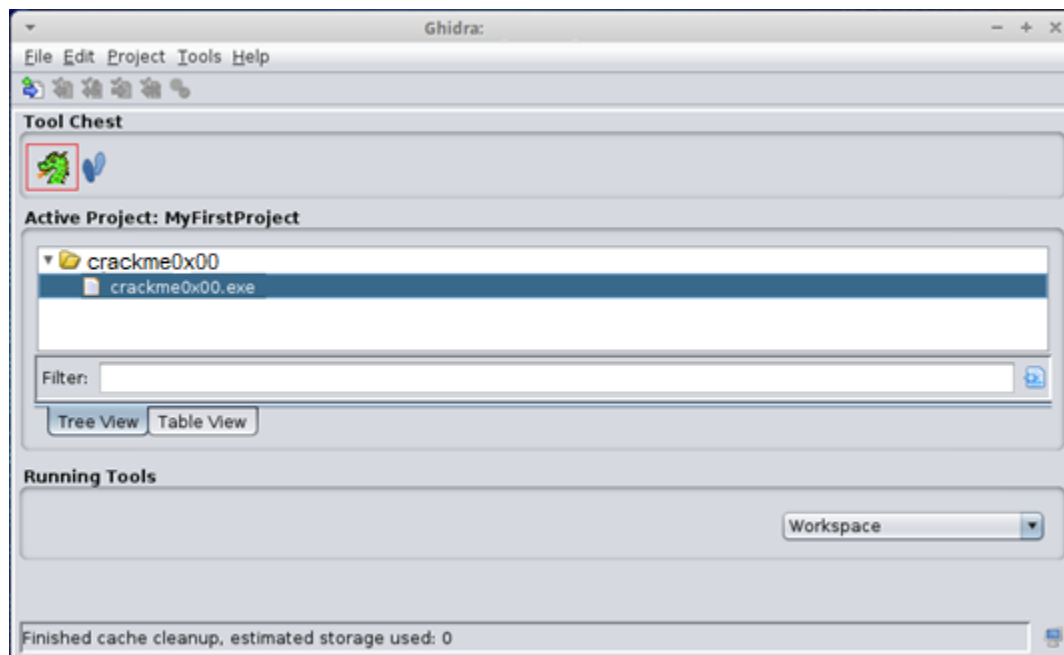 Ghidra:
File Edit Project Tools Help
Tool Chest
Active Project: MyFirstProject
crackme0x00
crackme0x00.exe
Filter:
Tree View Table View
Running Tools
Workspace
Finished cache cleanup, estimated storage used: 0